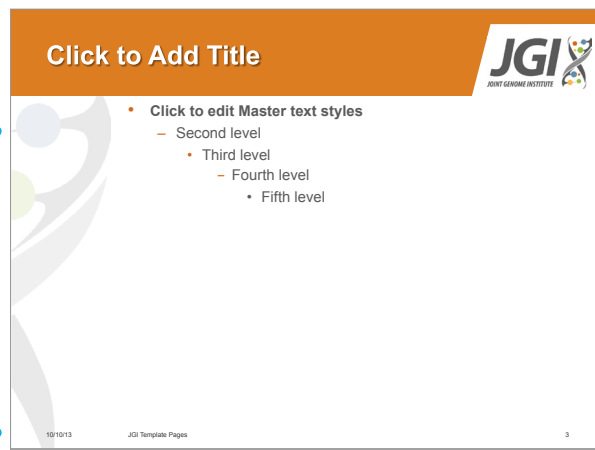 Click to Add Title
JGI
JOINT GENOME INSTITUTE
• Click to edit Master text styles
– Second level
• Third level
– Fourth level
• Fifth level
10/10/13 JGI Template Pages 3